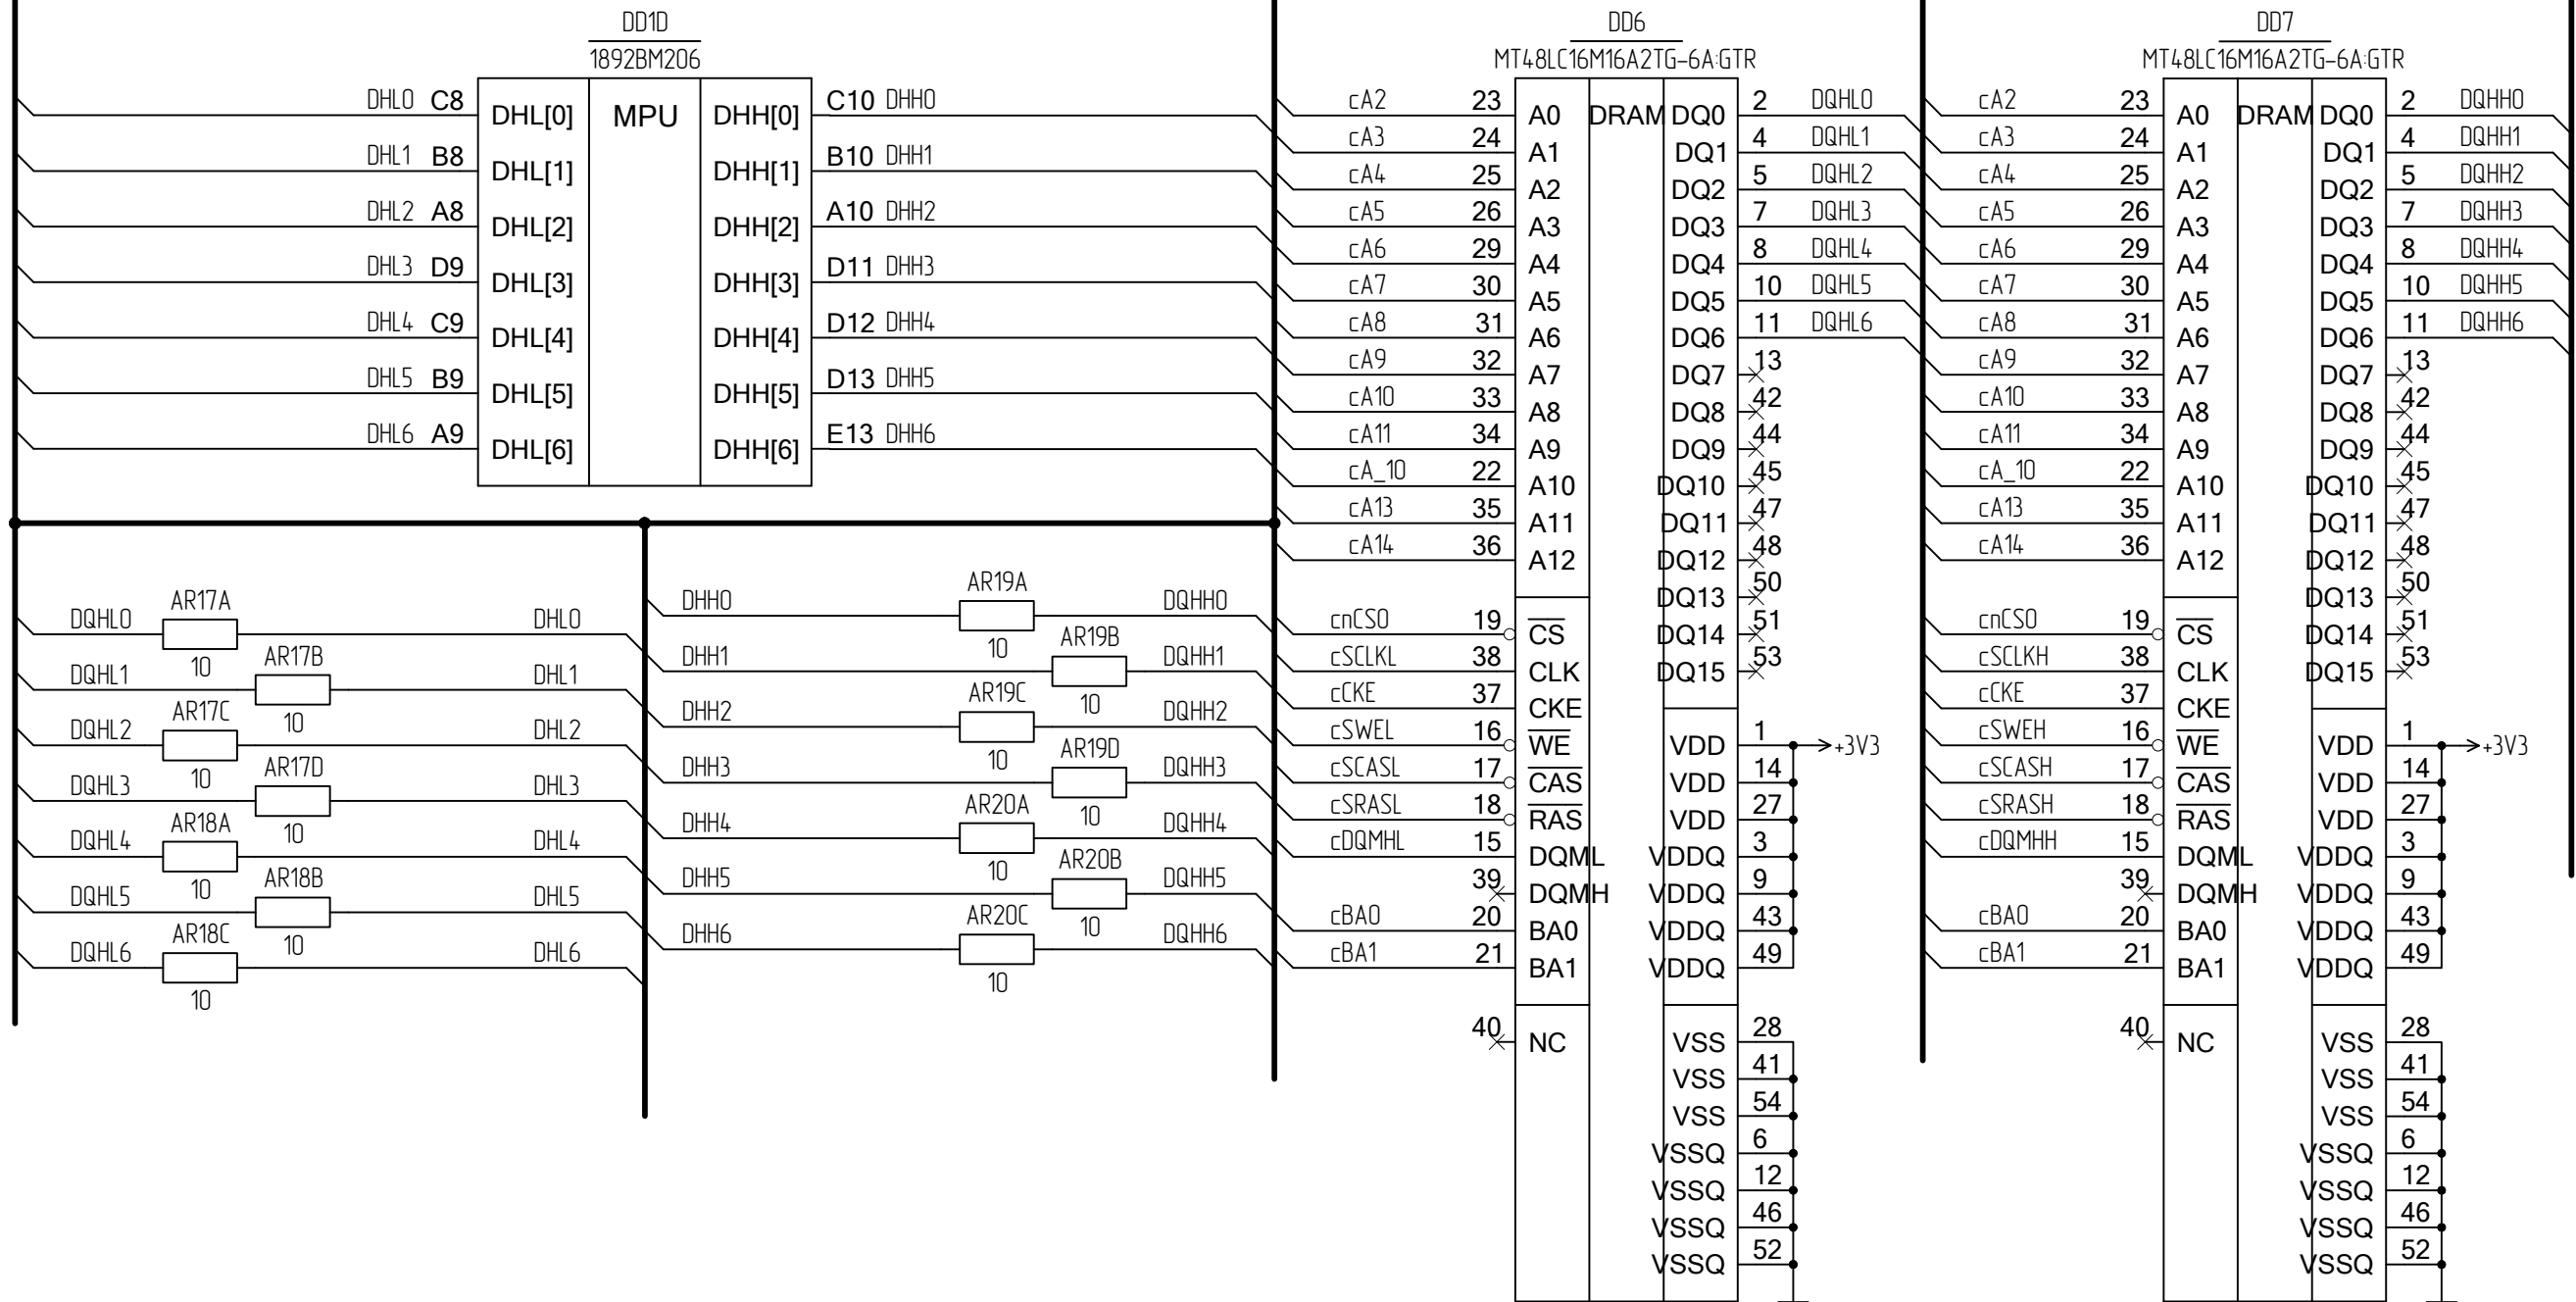 DD1D
1892ВМ206
DHL0 C8 DHL[0] MPU DHH[0] C10 DHH0
DHL1 B8 DHL[1] DHH[1] B10 DHH1
DHL2 A8 DHL[2] DHH[2] A10 DHH2
DHL3 D9 DHL[3] DHH[3] D11 DHH3
DHL4 C9 DHL[4] DHH[4] D12 DHH4
DHL5 B9 DHL[5] DHH[5] D13 DHH5
DHL6 A9 DHL[6] DHH[6] E13 DHH6
AR17A
DQHL0 DHL0
10
AR17B
DQHL1 DHL1
10
AR17C
DQHL2 DHL2
10
AR17D
DQHL3 DHL3
10
AR18A
DQHL4 DHL4
10
AR18B
DQHL5 DHL5
10
AR18C
DQHL6 DHL6
10
AR19A
DHH0 DQHH0
10
AR19B
DHH1 DQHH1
10
AR19C
DHH2 DQHH2
10
AR19D
DHH3 DQHH3
10
AR20A
DHH4 DQHH4
10
AR20B
DHH5 DQHH5
10
AR20C
DHH6 DQHH6
10
DD6
MT48LC16M16A2TG-6A:GTR
cA2 23 A0 DRAM DQ0 2 DQHL0
cA3 24 A1 DQ1 4 DQHL1
cA4 25 A2 DQ2 5 DQHL2
cA5 26 A3 DQ3 7 DQHL3
cA6 29 A4 DQ4 8 DQHL4
cA7 30 A5 DQ5 10 DQHL5
cA8 31 A6 DQ6 11 DQHL6
cA9 32 A7 DQ7 13
cA10 33 A8 DQ8 42
cA11 34 A9 DQ9 44
cA_10 22 A10 DQ10 45
cA13 35 A11 DQ11 47
cA14 36 A12 DQ12 48
DQ13 50
cnCS0 19 CS DQ14 51
cSCLKL 38 CLK DQ15 53
cCKE 37 CKE
cSWEL 16 WE VDD 1 +3V3
cSCASL 17 CAS VDD 14
cSRASL 18 RAS VDD 27
cDQMHL 15 DQML VDDQ 3
39 DQMH VDDQ 9
cBA0 20 BA0 VDDQ 43
cBA1 21 BA1 VDDQ 49
40 NC VSS 28
VSS 41
VSS 54
VSSQ 6
VSSQ 12
VSSQ 46
VSSQ 52
DD7
MT48LC16M16A2TG-6A:GTR
cA2 23 A0 DRAM DQ0 2 DQHH0
cA3 24 A1 DQ1 4 DQHH1
cA4 25 A2 DQ2 5 DQHH2
cA5 26 A3 DQ3 7 DQHH3
cA6 29 A4 DQ4 8 DQHH4
cA7 30 A5 DQ5 10 DQHH5
cA8 31 A6 DQ6 11 DQHH6
cA9 32 A7 DQ7 13
cA10 33 A8 DQ8 42
cA11 34 A9 DQ9 44
cA_10 22 A10 DQ10 45
cA13 35 A11 DQ11 47
cA14 36 A12 DQ12 48
DQ13 50
cnCS0 19 CS DQ14 51
cSCLKH 38 CLK DQ15 53
cCKE 37 CKE
cSWEH 16 WE VDD 1 +3V3
cSCASH 17 CAS VDD 14
cSRASH 18 RAS VDD 27
cDQMHH 15 DQML VDDQ 3
39 DQMH VDDQ 9
cBA0 20 BA0 VDDQ 43
cBA1 21 BA1 VDDQ 49
40 NC VSS 28
VSS 41
VSS 54
VSSQ 6
VSSQ 12
VSSQ 46
VSSQ 52